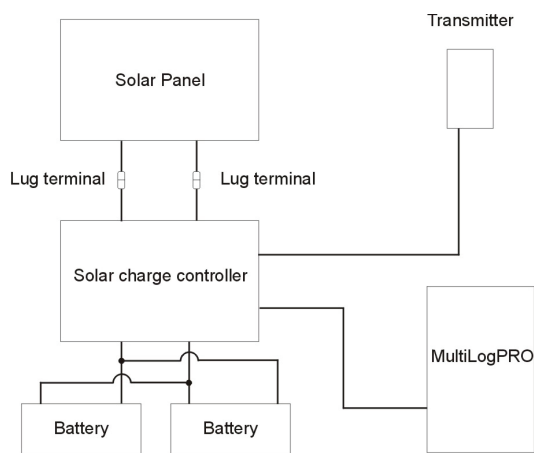 Transmitter
Solar Panel
Lug terminal
Lug terminal
Solar charge controller
MultiLogPRO
Battery
Battery